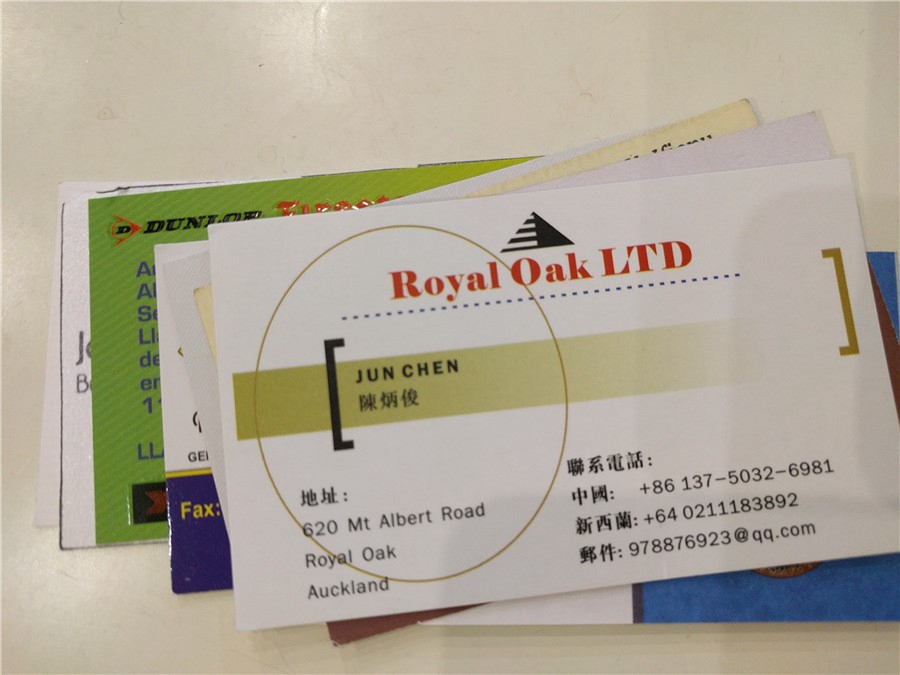 Royal Oak LTD
JUN CHEN
陳炳俊
地址：
620 Mt Albert Road
Royal Oak
Auckland
聯系電話：
中國： +86 137-5032-6981
新西蘭：+64 0211183892
郵件：978876923@qq.com
DUNLOP
Fax: